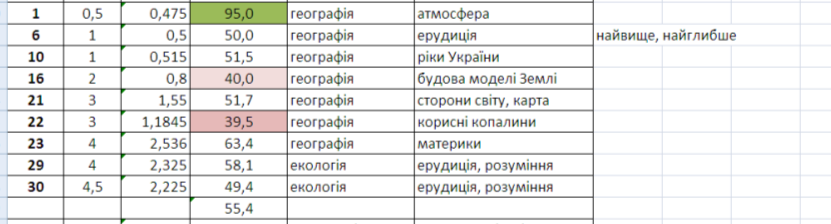 1 0,5 0,475 95,0 географія атмосфера
6 1 0,5 50,0 географія ерудиція найвище, найглибше
10 1 0,515 51,5 географія ріки України
16 2 0,8 40,0 географія будова моделі Землі
21 3 1,55 51,7 географія сторони світу, карта
22 3 1,1845 39,5 географія корисні копалини
23 4 2,536 63,4 географія материки
29 4 2,325 58,1 екологія ерудиція, розуміння
30 4,5 2,225 49,4 екологія ерудиція, розуміння
55,4